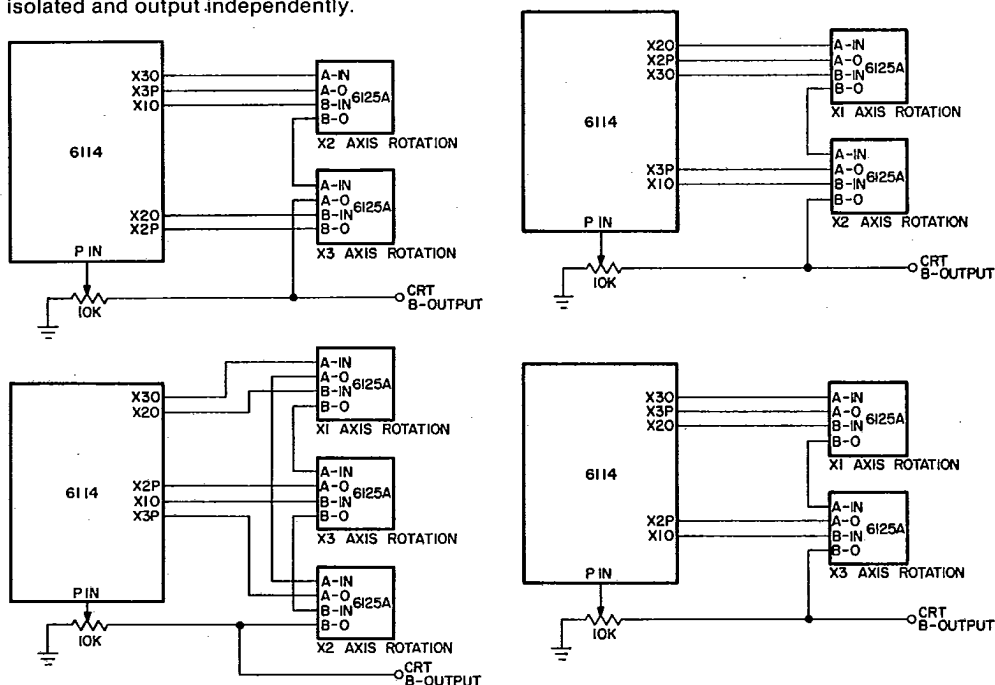 isolated and output independently.
X3O
X3P
X1O
6114
X2O
X2P
P IN
10K
A-IN
A-O
B-IN
B-O
6125A
X2 AXIS ROTATION
A-IN
A-O
B-IN
B-O
6125A
X3 AXIS ROTATION
CRT
B-OUTPUT
X2O
X2P
X3O
6114
X3P
X1O
P IN
10K
A-IN
A-O
B-IN
B-O
6125A
X1 AXIS ROTATION
A-IN
A-O
B-IN
B-O
6125A
X2 AXIS ROTATION
CRT
B-OUTPUT
X3O
X2O
6114
X2P
X1O
X3P
P IN
10K
A-IN
A-O
B-IN
B-O
6125A
X1 AXIS ROTATION
A-IN
A-O
B-IN
B-O
6125A
X3 AXIS ROTATION
A-IN
A-O
B-IN
B-O
6125A
X2 AXIS ROTATION
CRT
B-OUTPUT
X3O
X3P
X2O
6114
X2P
X1O
P IN
10K
A-IN
A-O
B-IN
B-O
6125A
X1 AXIS ROTATION
A-IN
A-O
B-IN
B-O
6125A
X3 AXIS ROTATION
CRT
B-OUTPUT